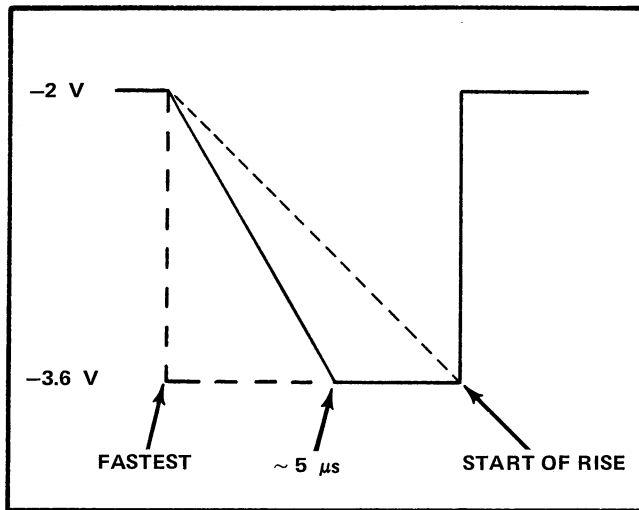 −2 V
−3.6 V
FASTEST
~ 5 μs
START OF RISE